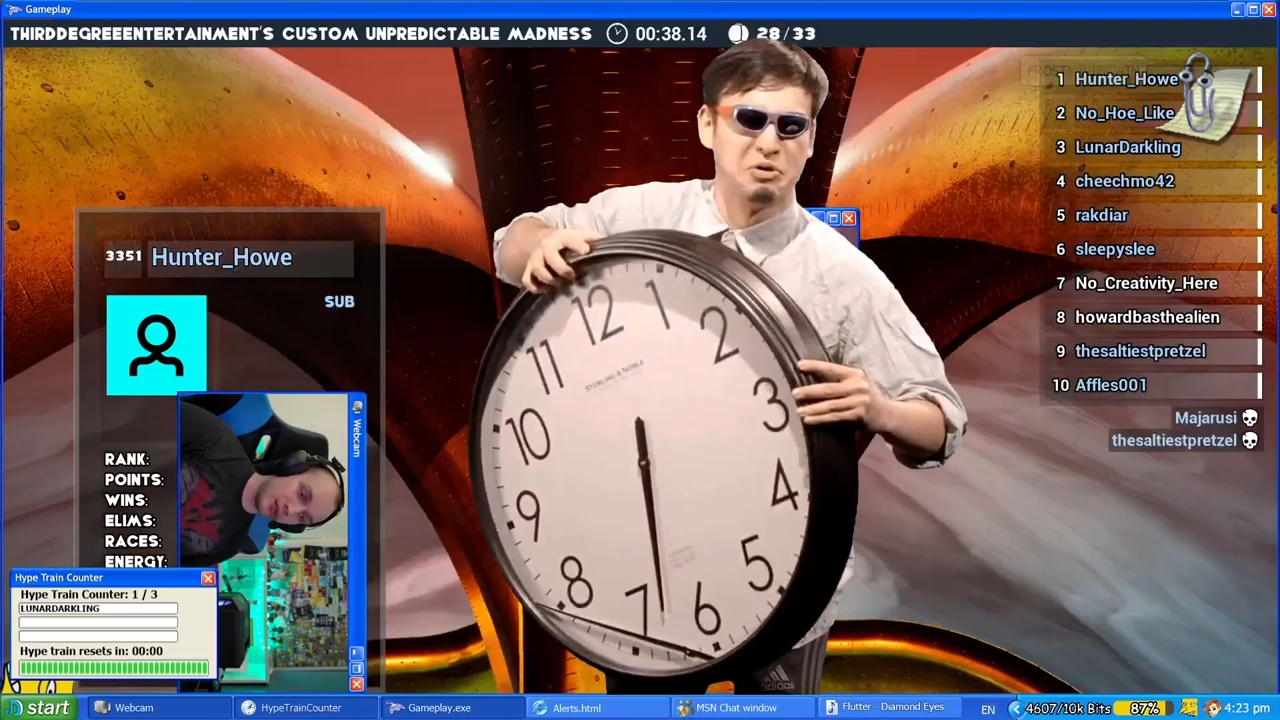 Gameplay
THIRDDEGREEENTERTAINMENT'S CUSTOM UNPREDICTABLE MADNESS 00:38.14 28/33
1 Hunter_Howe
2 No_Hoe_Like
3 LunarDarkling
4 cheechmo42
5 rakdiar
6 sleepyslee
7 No_Creativity_Here
8 howardbasthealien
9 thesaltiestpretzel
10 Affles001
Majarusi
thesaltiestpretzel
3351 Hunter_Howe
SUB
RANK:
POINTS:
WINS:
ELIMS:
RACES:
ENERGY:
Webcam
12
1
2
3
4
5
6
7
8
9
10
11
STERLING & NOBLE
adidas
Hype Train Counter
Hype Train Counter: 1 / 3
LUNARDARKLING
Hype train resets in: 00:00
start Webcam HypeTrainCounter Gameplay.exe Alerts.html MSN Chat window Flutter - Diamond Eyes EN 4607/10k Bits 87% 4:23 pm